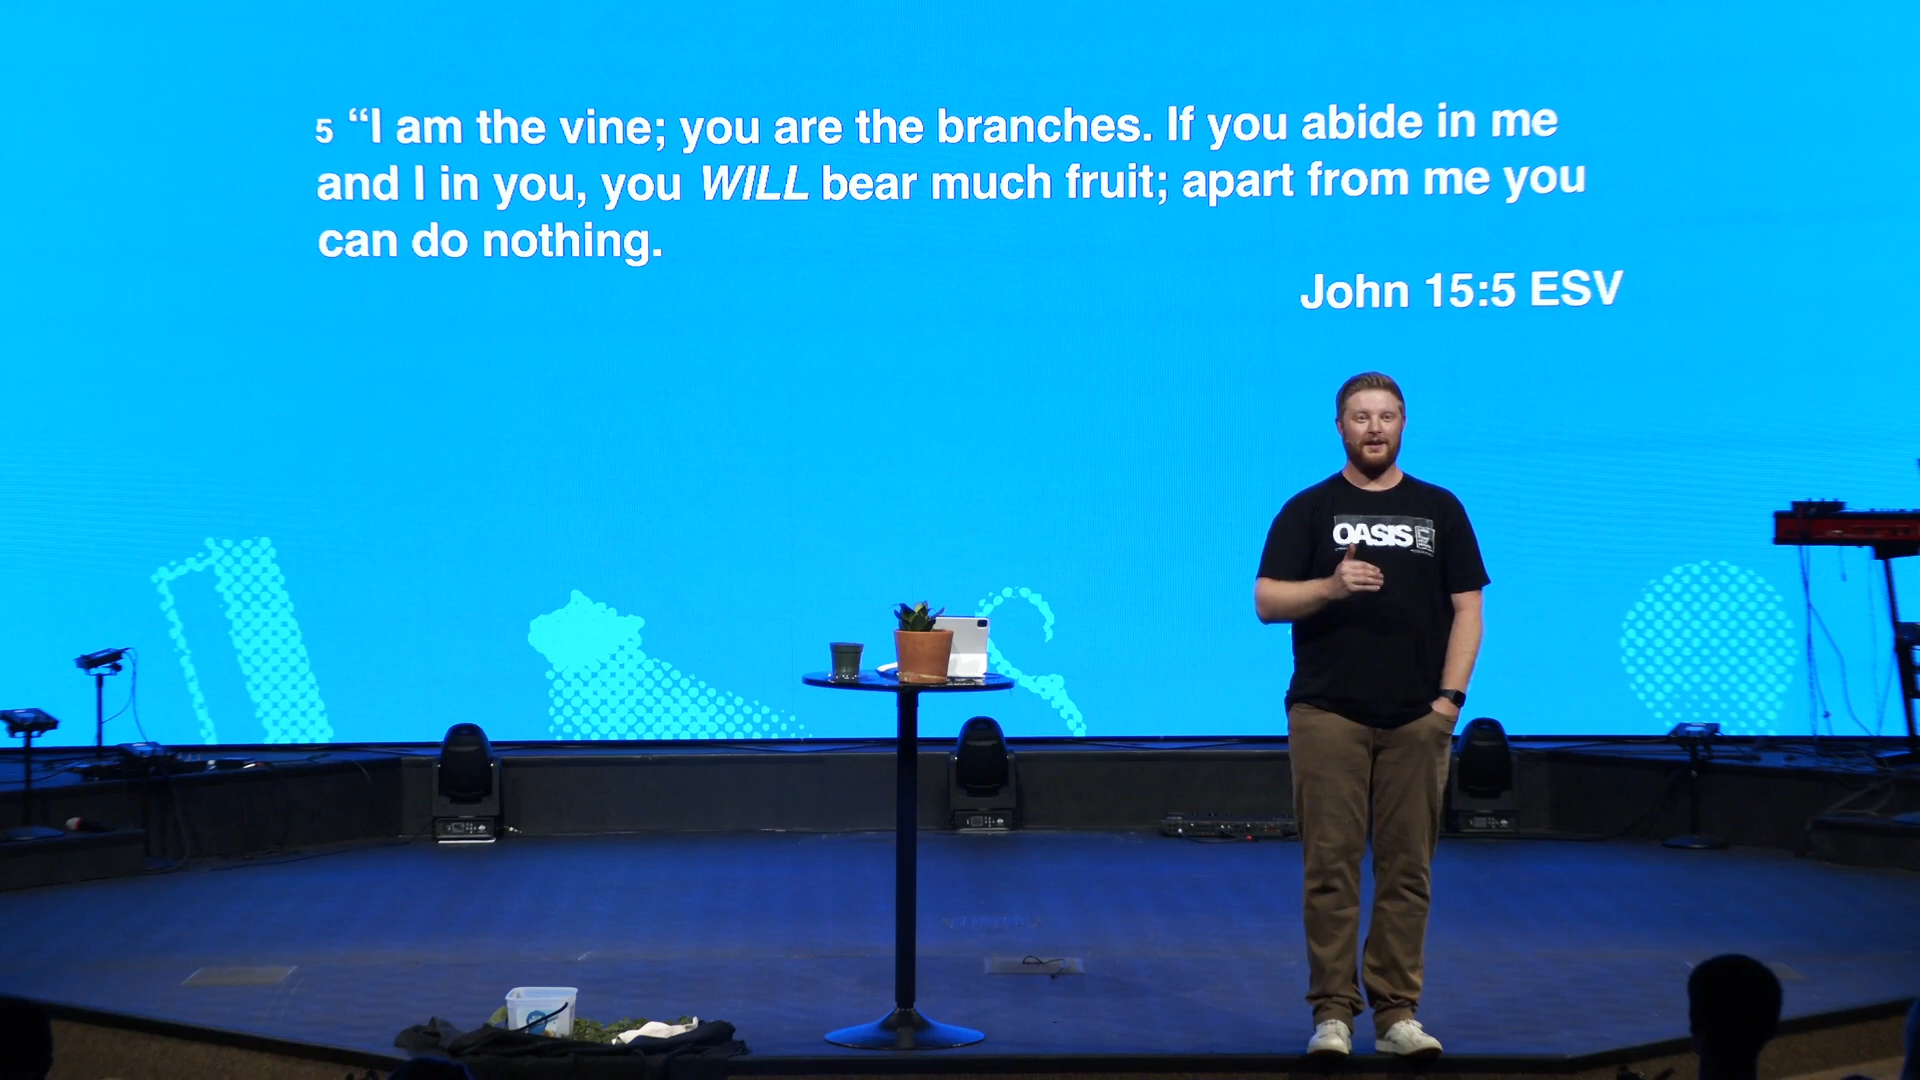 5 “I am the vine; you are the branches. If you abide in me
and I in you, you WILL bear much fruit; apart from me you
can do nothing.
John 15:5 ESV
OASIS